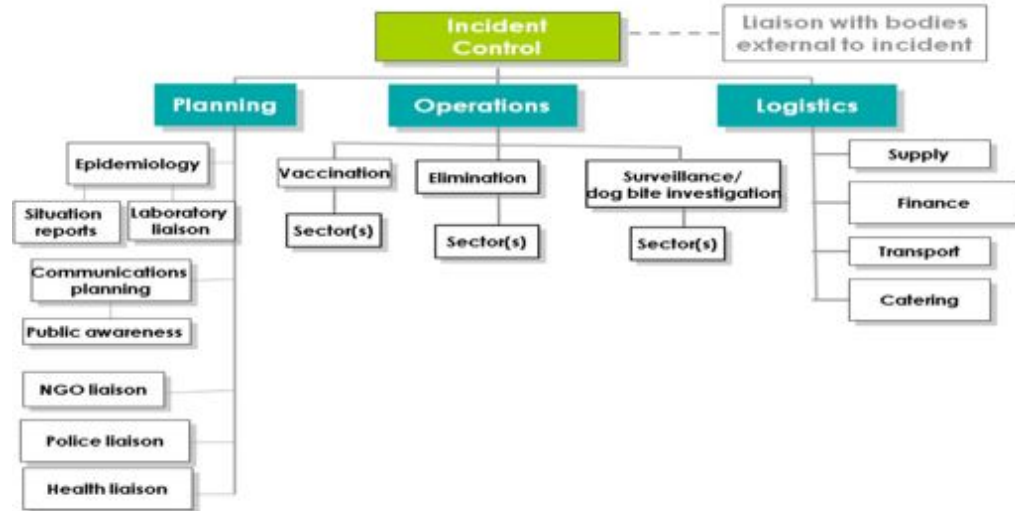 Incident
Control
Liaison with bodies
external to incident
Planning
Operations
Logistics
Epidemiology
Situation
reports
Laboratory
liaison
Communications
planning
Public awareness
NGO liaison
Police liaison
Health liaison
Vaccination
Sector(s)
Elimination
Sector(s)
Surveillance/
dog bite investigation
Sector(s)
Supply
Finance
Transport
Catering